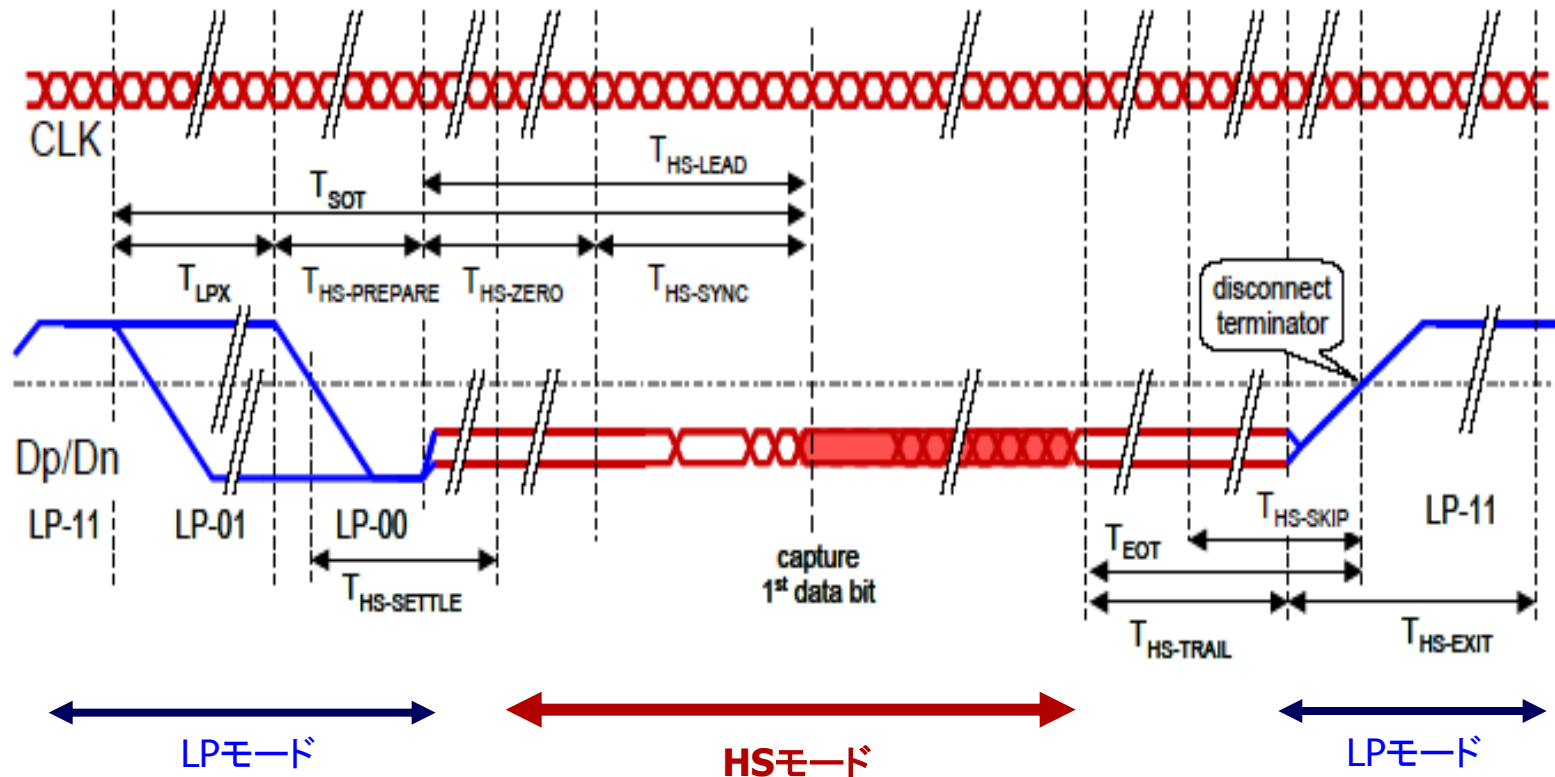 CLK
THS-LEAD
TSOT
TLPX
THS-PREPARE
THS-ZERO
THS-SYNC
disconnect
terminator
Dp/Dn
LP-11
LP-01
LP-00
THS-SETTLE
capture
1st data bit
THS-SKIP
LP-11
TEOT
THS-TRAIL
THS-EXIT
LPモード
HSモード
LPモード